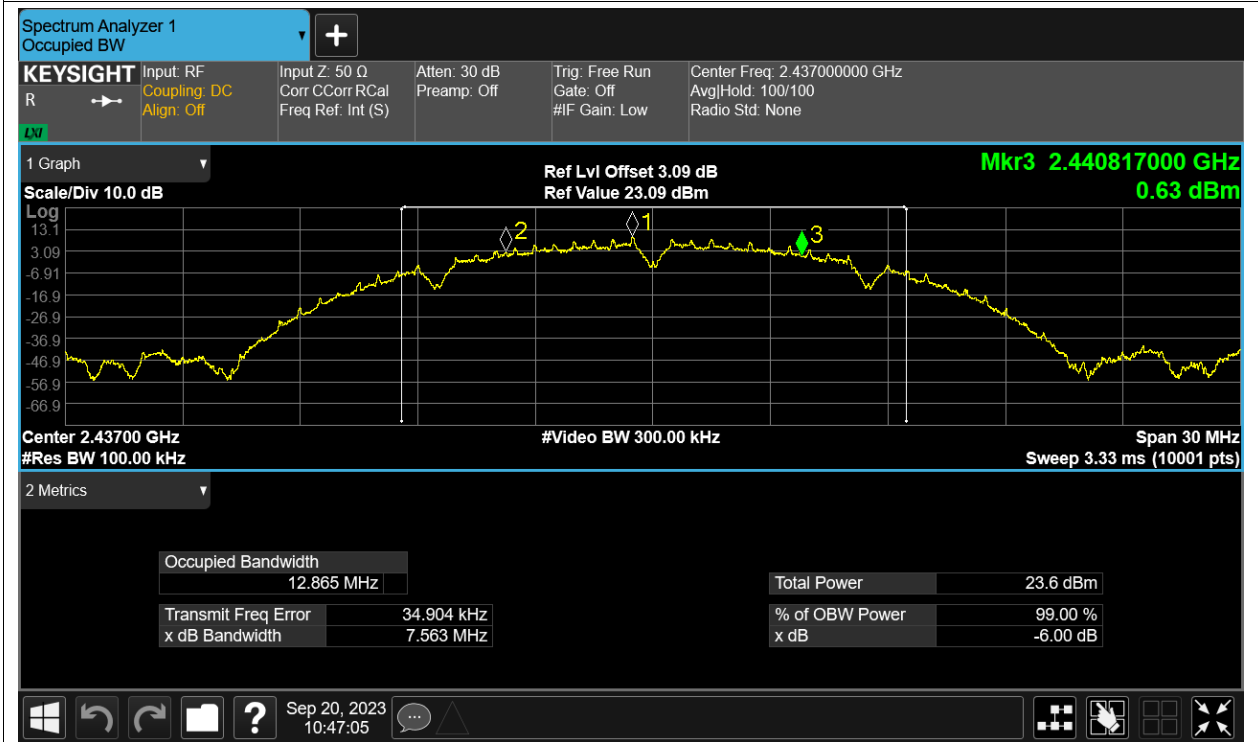 Spectrum Analyzer 1
Occupied BW
KEYSIGHT
R
LXI
Input: RF
Coupling: DC
Align: Off
Input Z: 50 Ω
Corr CCorr RCal
Freq Ref: Int (S)
Atten: 30 dB
Preamp: Off
Trig: Free Run
Gate: Off
#IF Gain: Low
Center Freq: 2.437000000 GHz
Avg|Hold: 100/100
Radio Std: None
1 Graph
Scale/Div 10.0 dB
Ref Lvl Offset 3.09 dB
Ref Value 23.09 dBm
Mkr3 2.440817000 GHz
0.63 dBm
Log
13.1
3.09
-6.91
-16.9
-26.9
-36.9
-46.9
-56.9
-66.9
2
1
3
Center 2.43700 GHz
#Video BW 300.00 kHz
Span 30 MHz
#Res BW 100.00 kHz
Sweep 3.33 ms (10001 pts)
2 Metrics
Occupied Bandwidth
12.865 MHz
Transmit Freq Error 34.904 kHz
x dB Bandwidth 7.563 MHz
Total Power 23.6 dBm
% of OBW Power 99.00 %
x dB -6.00 dB
?
Sep 20, 2023
10:47:05